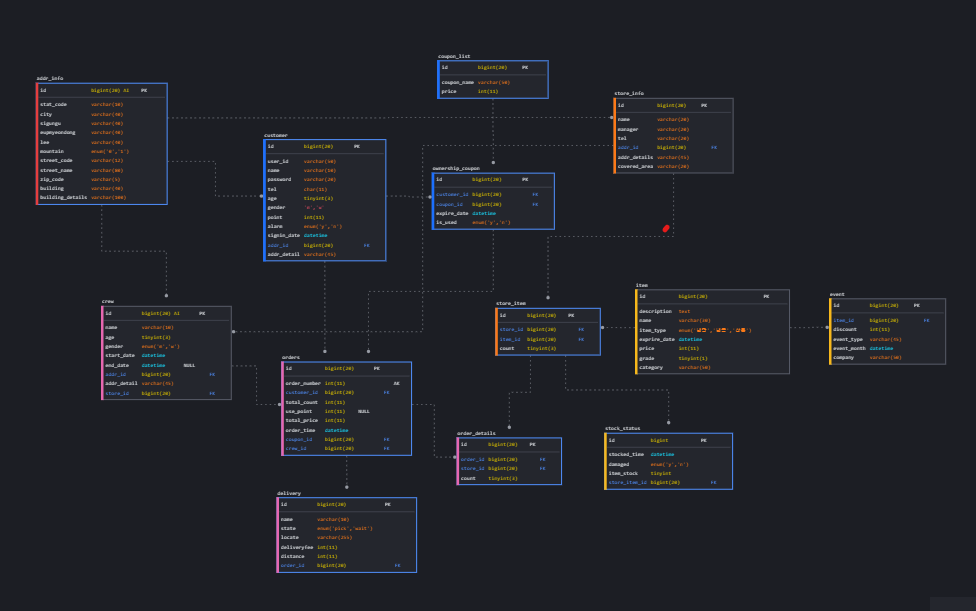 addr_info
id bigint(20) AI PK
stat_code varchar(50)
city varchar(40)
sigungu varchar(40)
eupmyeondong varchar(40)
lee varchar(40)
mountain enum('0','1')
street_code varchar(12)
street_name varchar(80)
zip_code varchar(5)
building varchar(40)
building_details varchar(100)
customer
id bigint(20) PK
user_id varchar(50)
name varchar(10)
password varchar(20)
tel char(11)
age tinyint(3)
gender 'm','w'
point int(11)
alone enum('y','n')
signin_date datetime
addr_id bigint(20) FK
addr_detail varchar(45)
coupon_list
id bigint(20) PK
coupon_name varchar(50)
price int(11)
store_info
id bigint(20) PK
name varchar(20)
manager varchar(20)
tel varchar(20)
addr_id bigint(20) FK
addr_details varchar(45)
covered_area varchar(20)
ownership_coupon
id bigint(20) PK
customer_id bigint(20) FK
coupon_id bigint(20) FK
expire_date datetime
is_used enum('y','n')
crew
id bigint(20) AI PK
name varchar(10)
age tinyint(3)
gender enum('m','w')
start_date datetime
end_date datetime NULL
addr_id bigint(20) FK
addr_detail varchar(45)
store_id bigint(20) FK
store_item
id bigint(20) PK
store_id bigint(20) FK
item_id bigint(20) FK
count tinyint(3)
item
id bigint(20) PK
description text
name varchar(30)
item_type
exprire_date datetime
price int(11)
grade tinyint(1)
category varchar(50)
event
id bigint(20) PK
item_id bigint(20) FK
discount int(11)
event_type varchar(45)
event_month datetime
company varchar(50)
orders
id bigint(20) PK
order_number int(11) AK
customer_id bigint(20) FK
total_count int(11)
use_point int(11) NULL
total_price int(11)
order_time datetime
coupon_id bigint(20) FK
crew_id bigint(20) FK
order_details
id bigint(20) PK
order_id bigint(20) FK
store_id bigint(20) FK
count tinyint(3)
stock_status
id bigint PK
stocked_time datetime
damaged enum('y','n')
item_stock tinyint
store_item_id bigint(20) FK
delivery
id bigint(20) PK
name varchar(50)
state enum('pick','wait')
locate varchar(255)
deliveryfee int(11)
distance int(11)
order_id bigint(20) FK